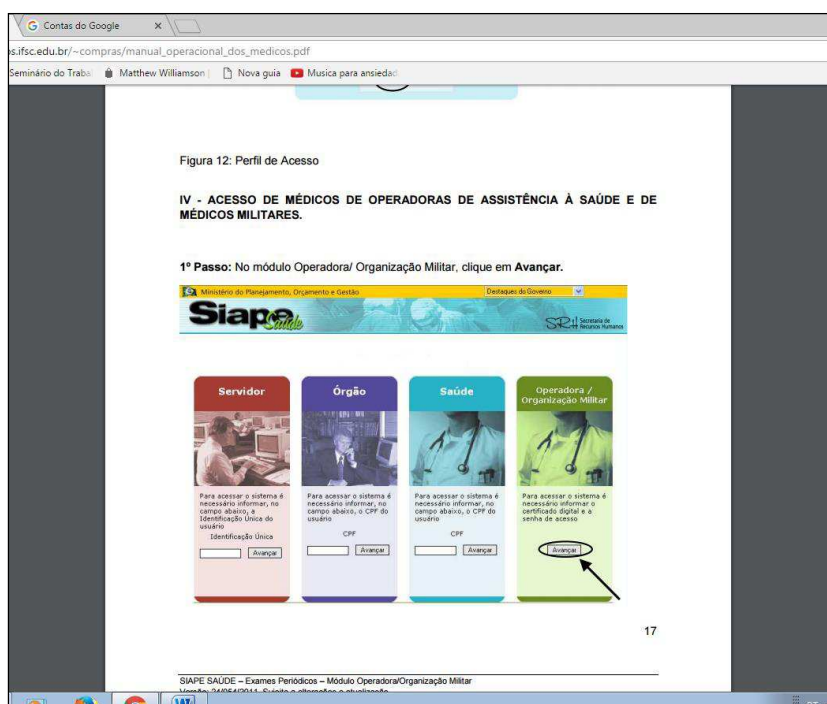 Contas do Google
s.ifsc.edu.br/~compras/manual_operacional_dos_medicos.pdf
Seminário do Traba
Matthew Williamson
Nova guia
Musica para ansiedad
Figura 12: Perfil de Acesso
IV - ACESSO DE MÉDICOS DE OPERADORAS DE ASSISTÊNCIA À SAÚDE E DE
MÉDICOS MILITARES.
1º Passo: No módulo Operadora/ Organização Militar, clique em Avançar.
Ministério do Planejamento, Orçamento e Gestão
Destaques do Governo
Siape Saúde
SRH Secretaria de
Recursos Humanos
Servidor
Para acessar o sistema é
necessário informar, no
campo abaixo, a
Identificação Única do
usuário
Identificação Única
Avançar
Órgão
Para acessar o sistema é
necessário informar, no
campo abaixo, o CPF do
usuário
CPF
Avançar
Saúde
Para acessar o sistema é
necessário informar, no
campo abaixo, o CPF do
usuário
CPF
Avançar
Operadora /
Organização Militar
Para acessar o sistema é
necessário informar o
certificado digital e a
senha de acesso
Avançar
17
SIAPE SAÚDE – Exames Periódicos – Módulo Operadora/Organização Militar
PT